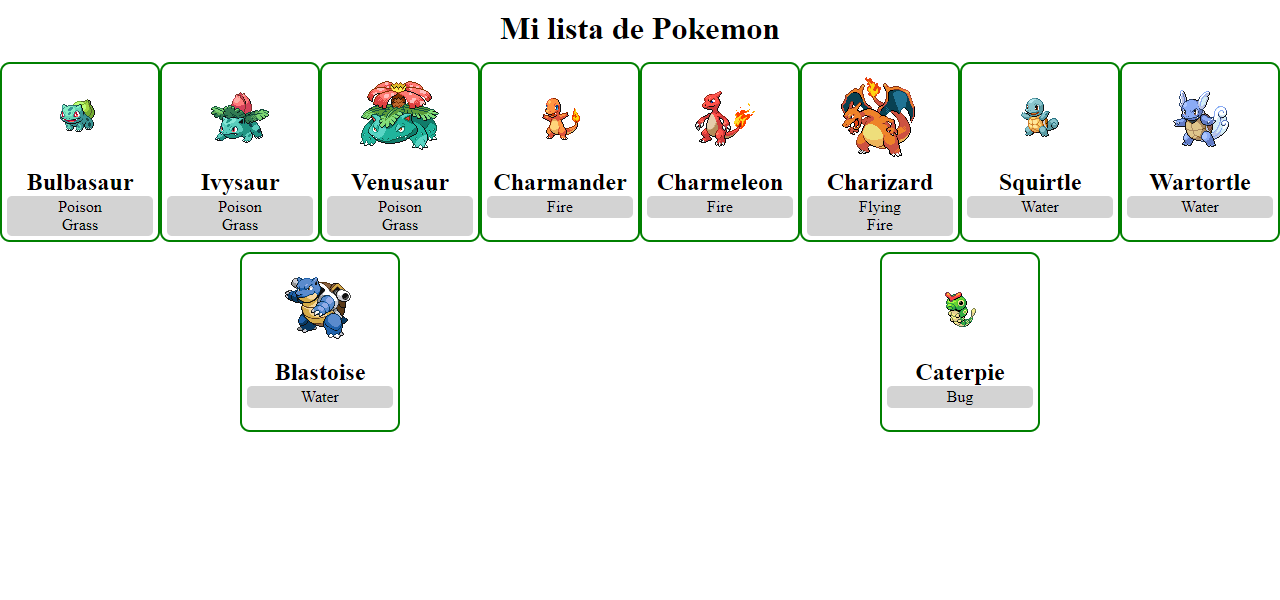 Mi lista de Pokemon
Bulbasaur
Poison
Grass
Ivysaur
Poison
Grass
Venusaur
Poison
Grass
Charmander
Fire
Charmeleon
Fire
Charizard
Flying
Fire
Squirtle
Water
Wartortle
Water
Blastoise
Water
Caterpie
Bug